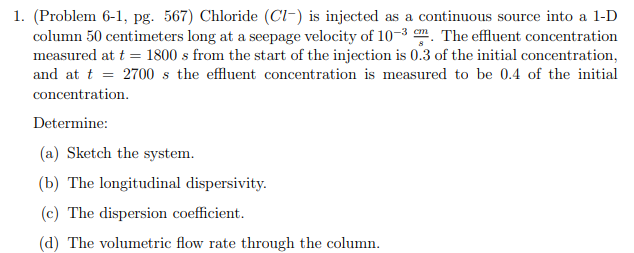 1. (Problem 6-1, pg. 567) Chloride (Cl−) is injected as a continuous source into a 1-D
column 50 centimeters long at a seepage velocity of 10⁻³ cm/s. The effluent concentration
measured at t = 1800 s from the start of the injection is 0.3 of the initial concentration,
and at t = 2700 s the effluent concentration is measured to be 0.4 of the initial
concentration.
Determine:
(a) Sketch the system.
(b) The longitudinal dispersivity.
(c) The dispersion coefficient.
(d) The volumetric flow rate through the column.